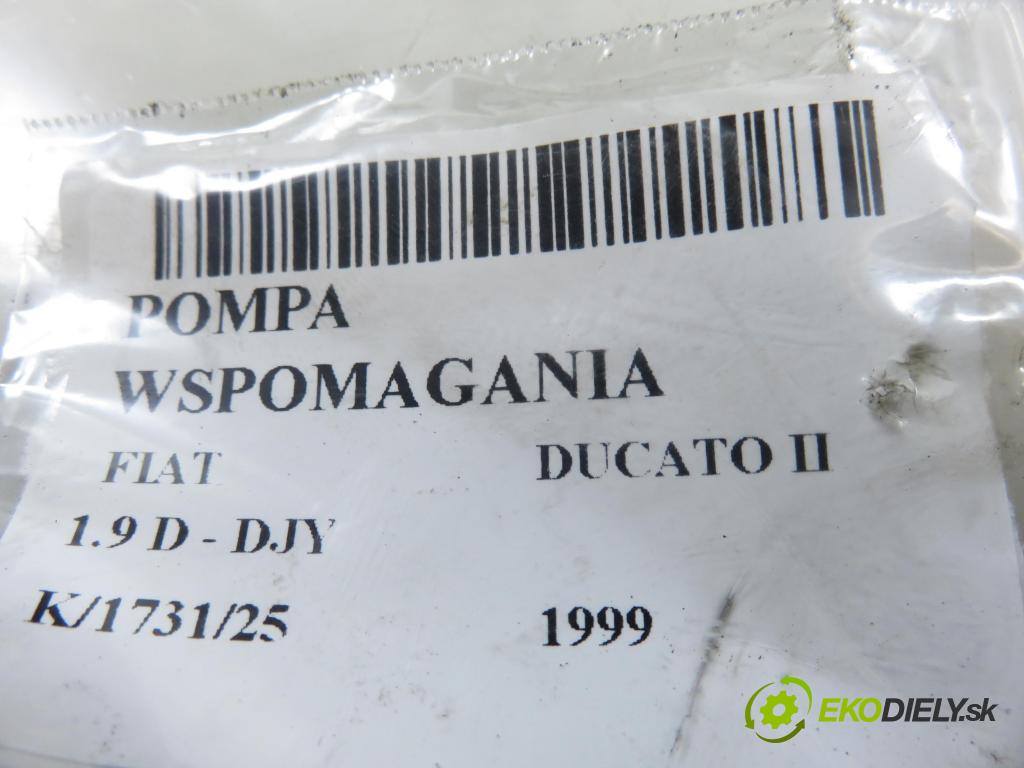 POMPA
WSPOMAGANIA
FIAT DUCATO II
1.9 D - DJY
K/1731/25 1999
EKODIELY.sk